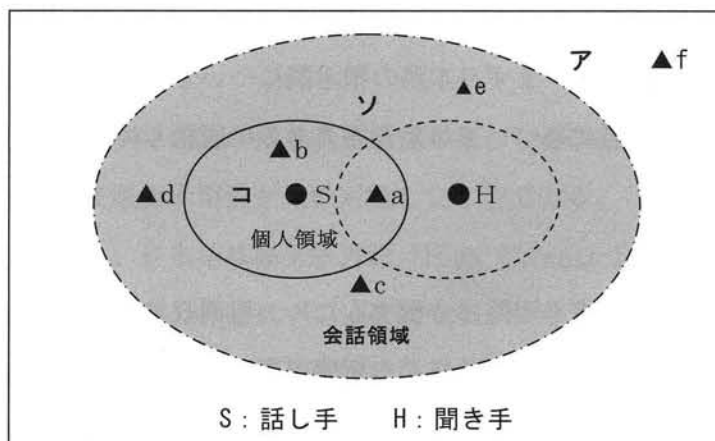 ア ▲f
▲e
ソ
▲b
▲d コ ●S ▲a ●H
個人領域
▲c
会話領域
S：話し手 H：聞き手